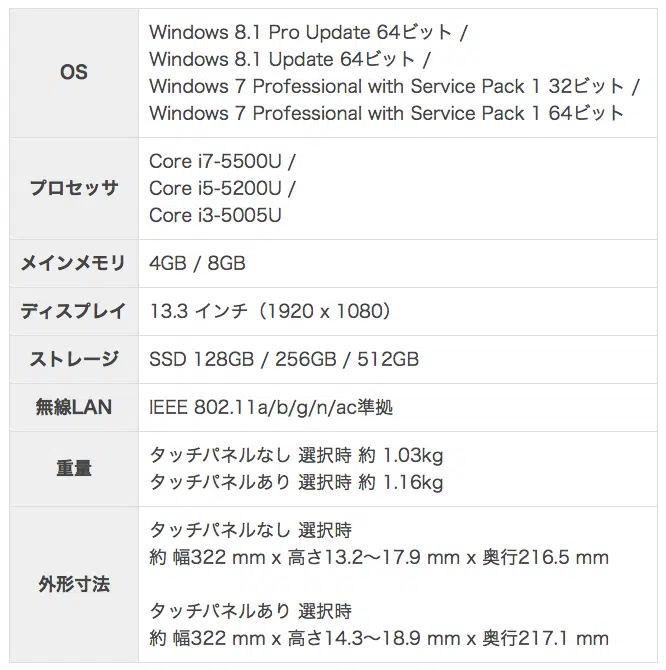 OS
Windows 8.1 Pro Update 64ビット /
Windows 8.1 Update 64ビット /
Windows 7 Professional with Service Pack 1 32ビット /
Windows 7 Professional with Service Pack 1 64ビット
プロセッサ
Core i7-5500U /
Core i5-5200U /
Core i3-5005U
メインメモリ
4GB / 8GB
ディスプレイ
13.3 インチ（1920 x 1080）
ストレージ
SSD 128GB / 256GB / 512GB
無線LAN
IEEE 802.11a/b/g/n/ac準拠
重量
タッチパネルなし 選択時 約 1.03kg
タッチパネルあり 選択時 約 1.16kg
外形寸法
タッチパネルなし 選択時
約 幅322 mm x 高さ13.2〜17.9 mm x 奥行216.5 mm
タッチパネルあり 選択時
約 幅322 mm x 高さ14.3〜18.9 mm x 奥行217.1 mm